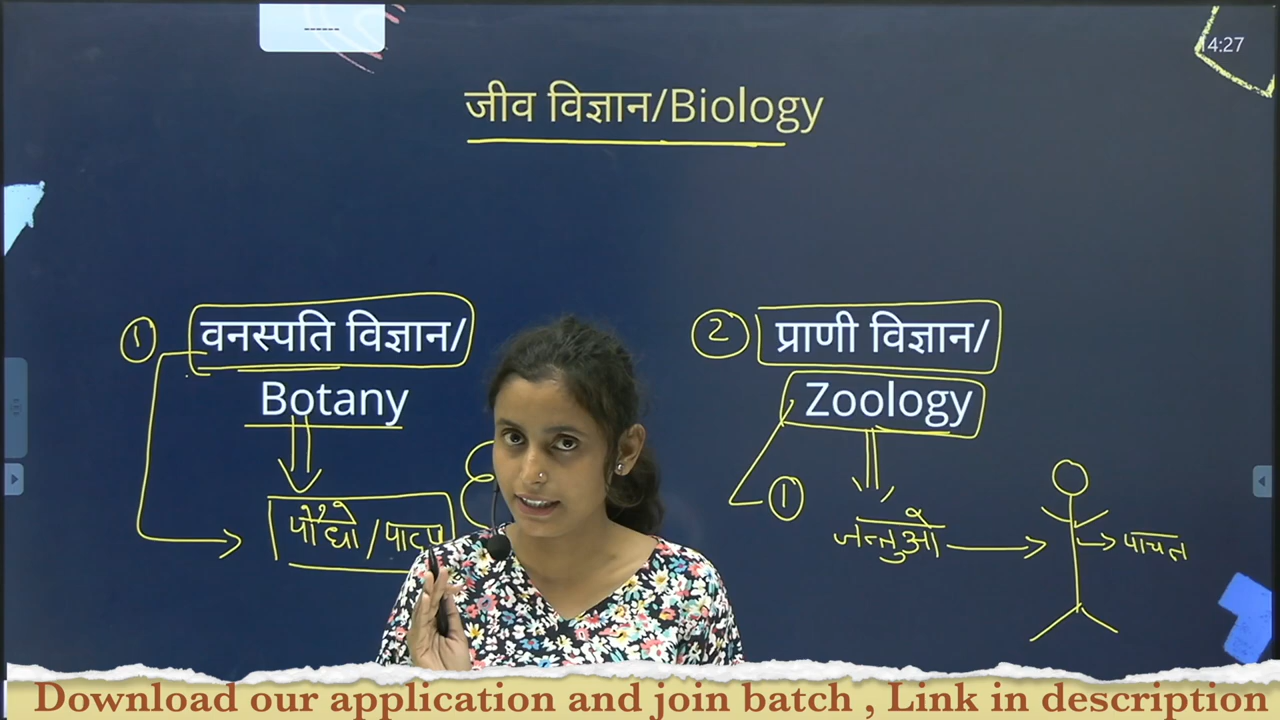 ------
14:27
जीव विज्ञान/Biology
① वनस्पति विज्ञान/
Botany
पौधो / पादप
② प्राणी विज्ञान/
Zoology
①
जन्तुओ
पाचन
Download our application and join batch , Link in description